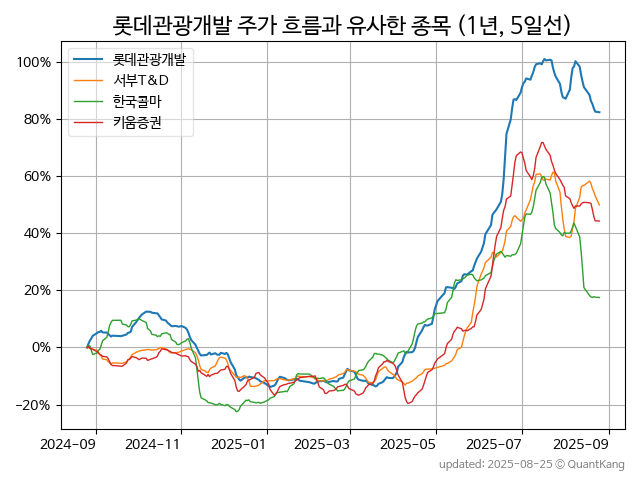 롯데관광개발 주가 흐름과 유사한 종목 (1년, 5일선)
롯데관광개발
서부T&D
한국콜마
키움증권
100%
80%
60%
40%
20%
0%
−20%
2024-09
2024-11
2025-01
2025-03
2025-05
2025-07
2025-09
updated: 2025-08-25 © QuantKang